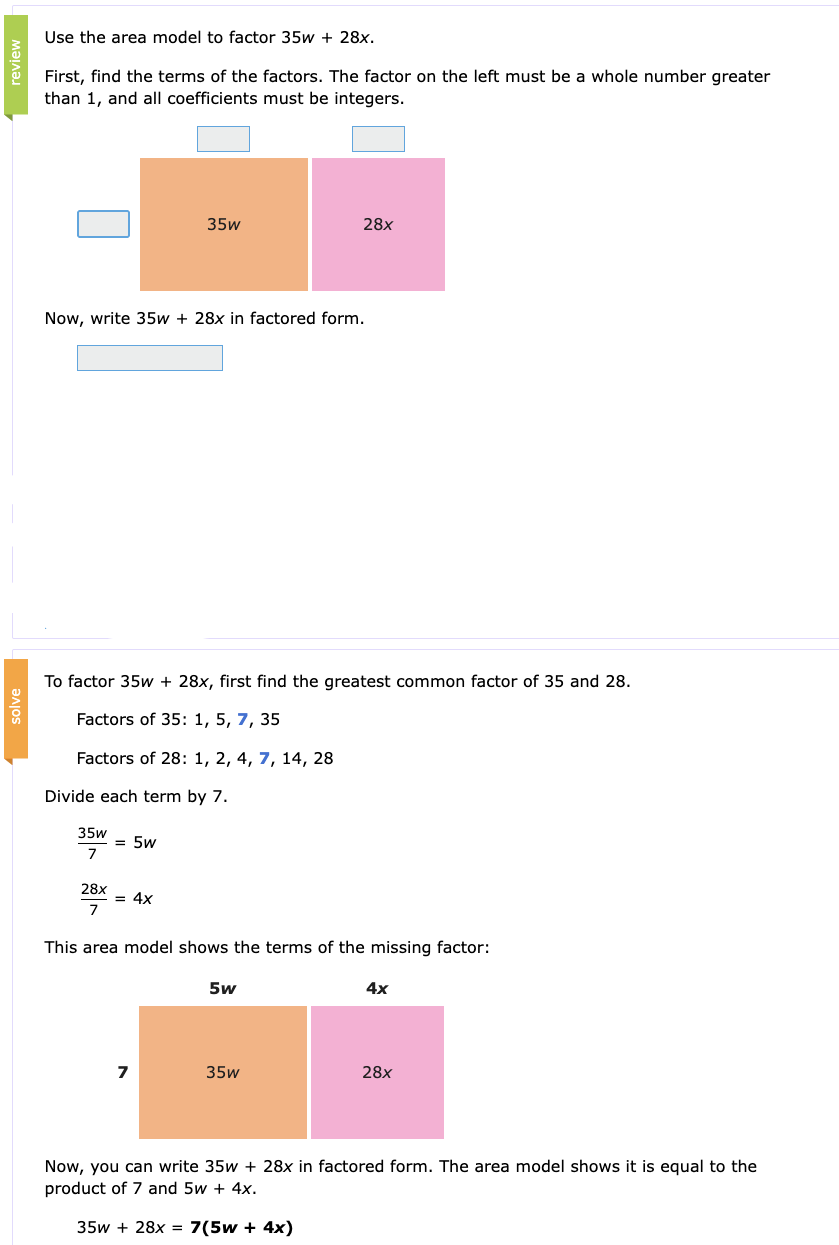 review
Use the area model to factor 35w + 28x.
First, find the terms of the factors. The factor on the left must be a whole number greater
than 1, and all coefficients must be integers.
35w 28x
Now, write 35w + 28x in factored form.
solve
To factor 35w + 28x, first find the greatest common factor of 35 and 28.
Factors of 35: 1, 5, 7, 35
Factors of 28: 1, 2, 4, 7, 14, 28
Divide each term by 7.
35w/7 = 5w
28x/7 = 4x
This area model shows the terms of the missing factor:
5w 4x
7 35w 28x
Now, you can write 35w + 28x in factored form. The area model shows it is equal to the
product of 7 and 5w + 4x.
35w + 28x = 7(5w + 4x)